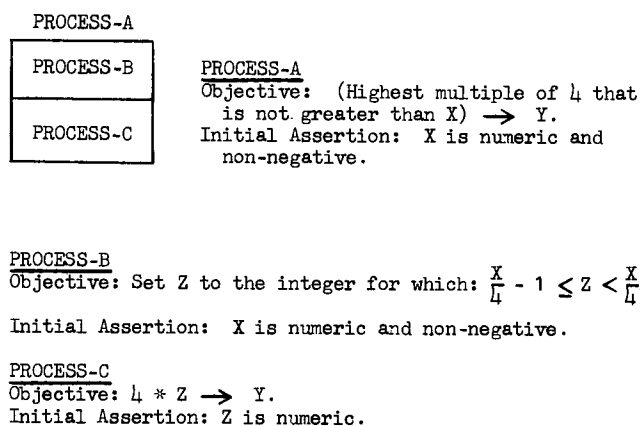 PROCESS-A
PROCESS-B
PROCESS-C
PROCESS-A
Objective: (Highest multiple of 4 that
is not greater than X) → Y.
Initial Assertion: X is numeric and
non-negative.
PROCESS-B
Objective: Set Z to the integer for which: X/4 - 1 ≤ Z < X/4
Initial Assertion: X is numeric and non-negative.
PROCESS-C
Objective: 4 * Z → Y.
Initial Assertion: Z is numeric.